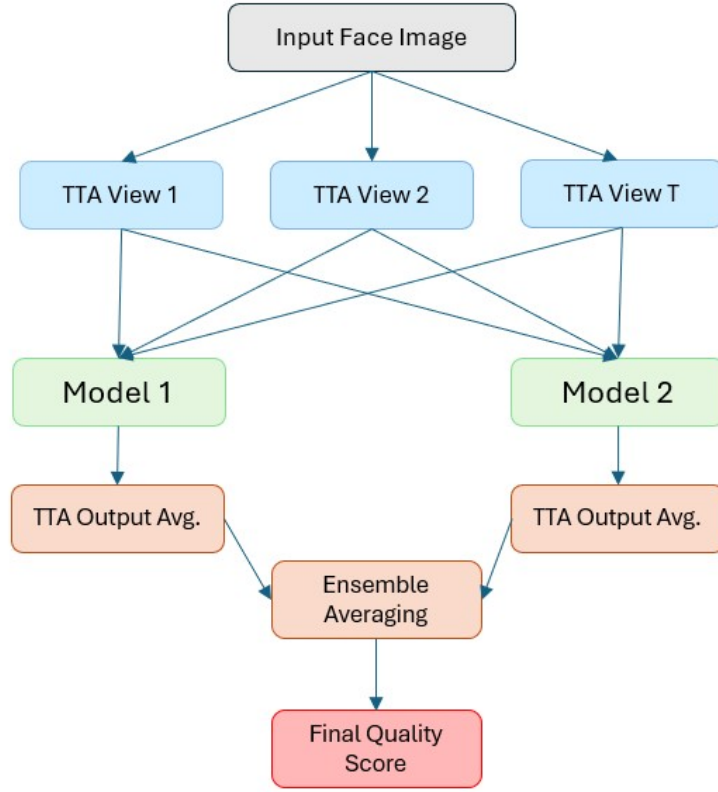 Input Face Image
TTA View 1
TTA View 2
TTA View T
Model 1
Model 2
TTA Output Avg.
TTA Output Avg.
Ensemble
Averaging
Final Quality
Score